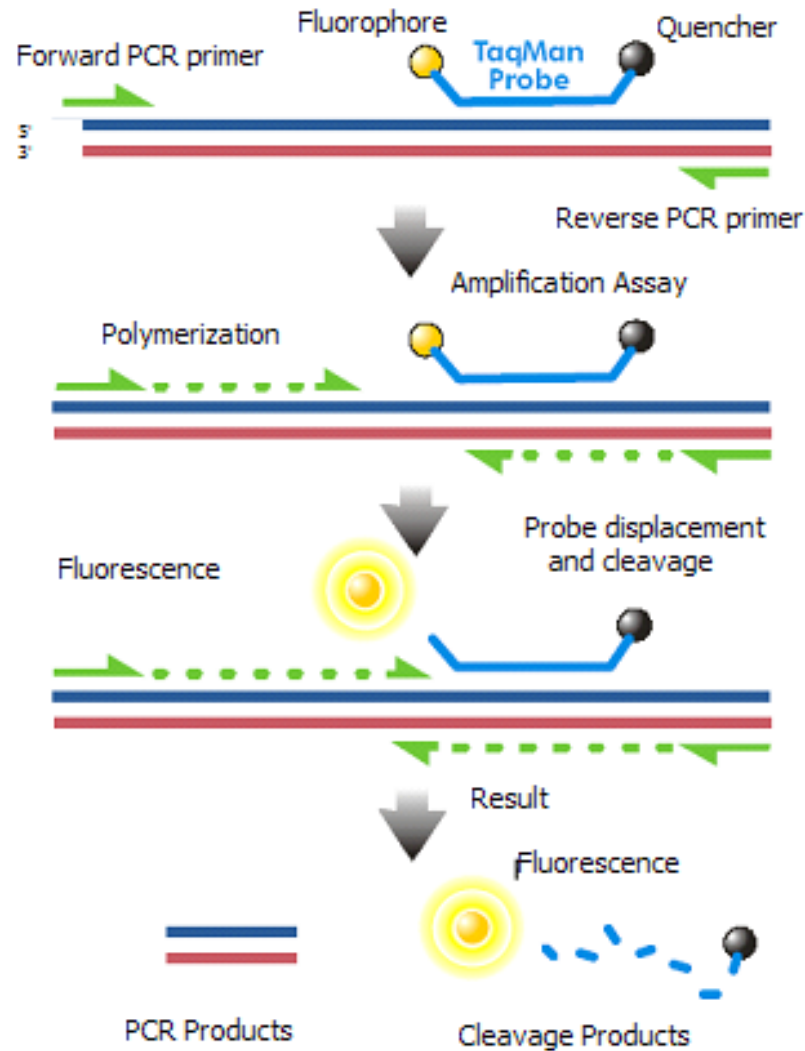 Fluorophore
Quencher
Forward PCR primer
TaqMan
Probe
5'
3'
Reverse PCR primer
Amplification Assay
Polymerization
Probe displacement
and cleavage
Fluorescence
Result
Fluorescence
PCR Products
Cleavage Products